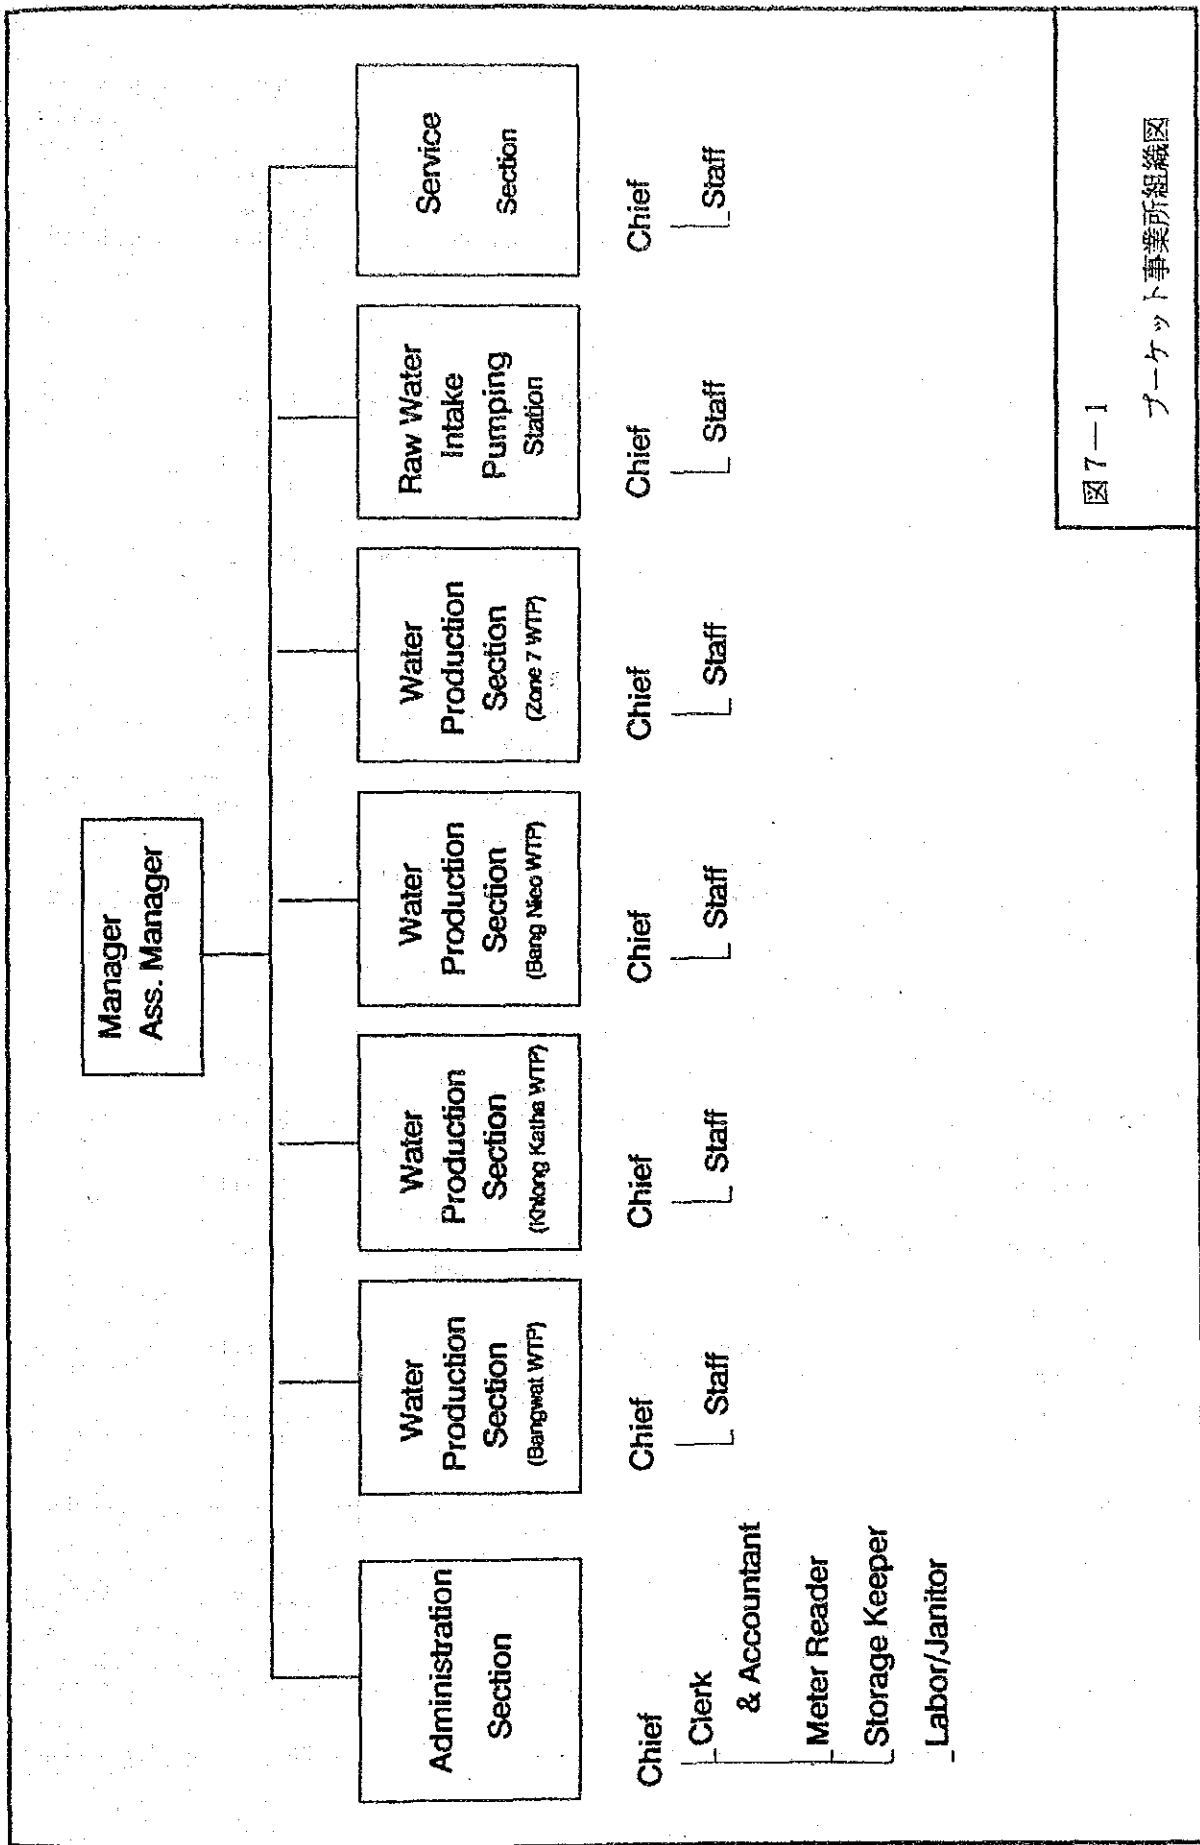 Manager
Ass. Manager
Administration
Section
Chief
Clerk
& Accountant
Meter Reader
Storage Keeper
Labor/Janitor
Water
Production
Section
(Bangwat WTP)
Chief
Staff
Water
Production
Section
(Khlong Katha WTP)
Chief
Staff
Water
Production
Section
(Bang Nieo WTP)
Chief
Staff
Water
Production
Section
(Zone 7 WTP)
Chief
Staff
Raw Water
Intake
Pumping
Station
Chief
Staff
Service
Section
Chief
Staff
図7―1
プーケット事業所組織図